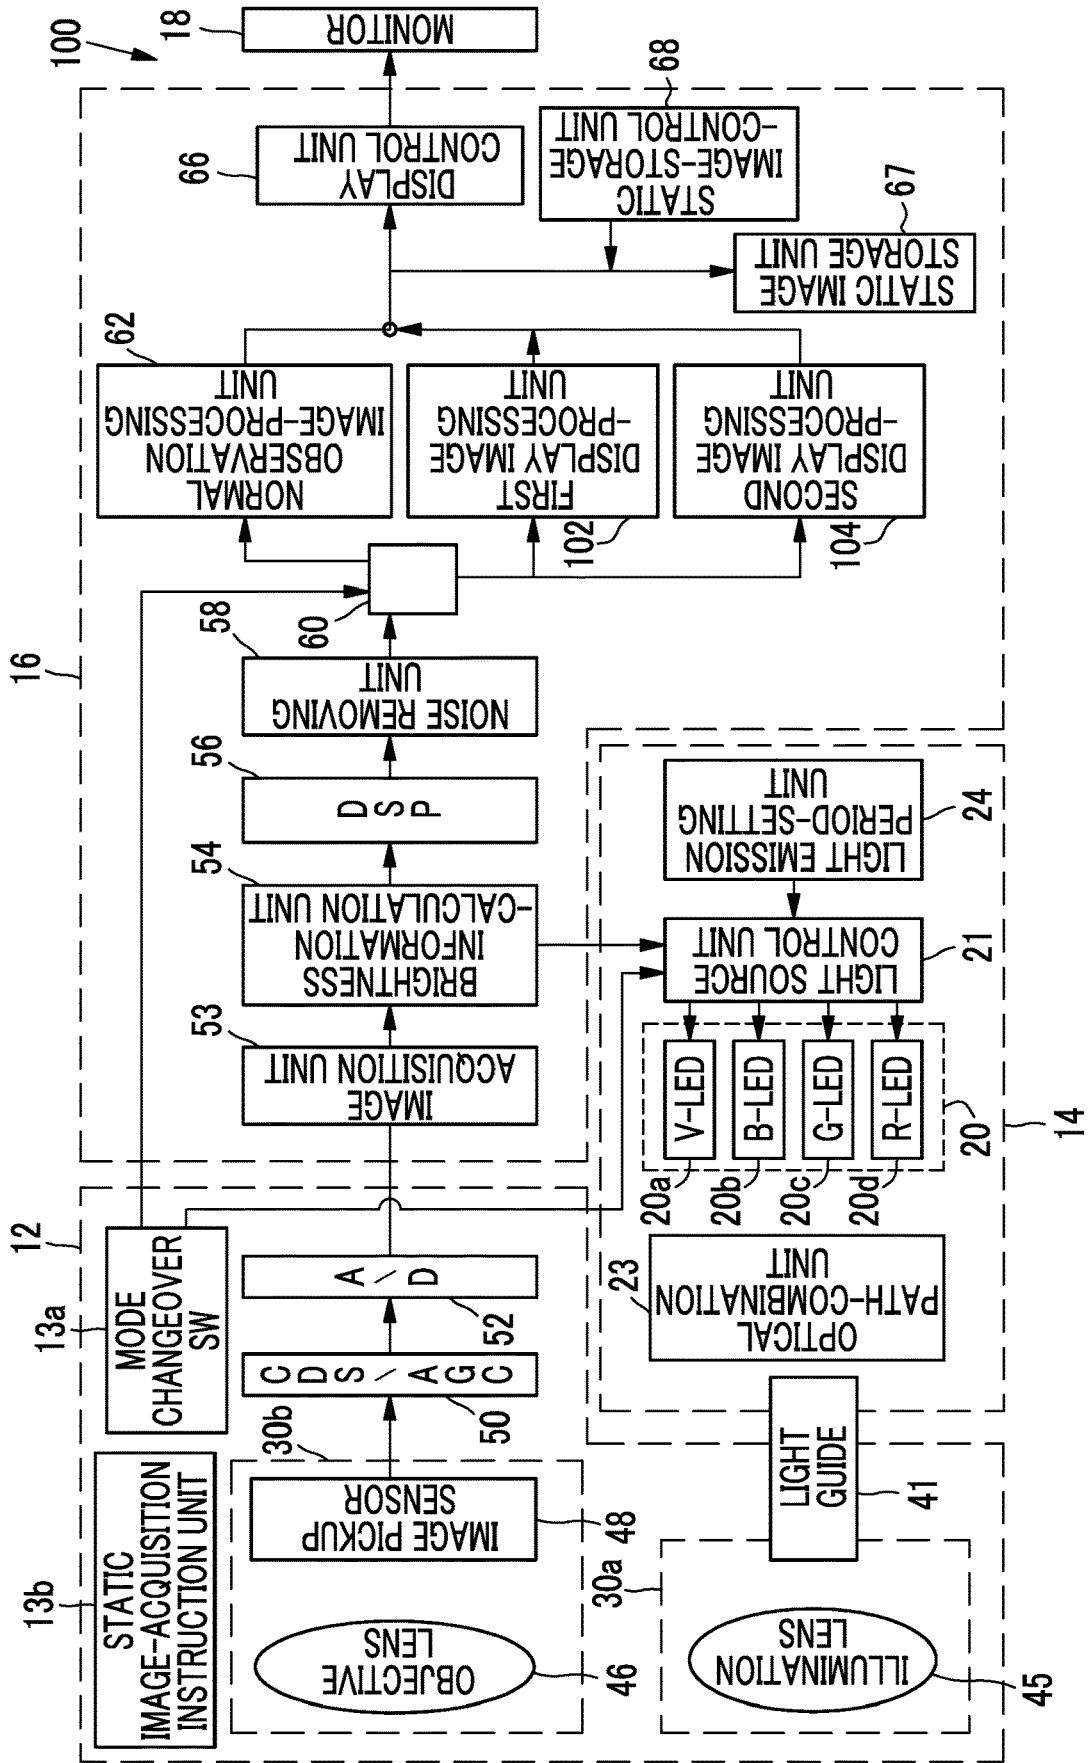 100
12
16
13b
STATIC
IMAGE-ACQUISITION
INSTRUCTION UNIT
13a
MODE
CHANGEOVER
SW
30b
OBJECTIVE
LENS
46
IMAGE PICKUP
SENSOR
48
CDS/AGC
50
A/D
52
53
IMAGE
ACQUISITION UNIT
54
BRIGHTNESS
INFORMATION
-CALCULATION UNIT
56
DSP
58
NOISE REMOVING
UNIT
60
62
NORMAL
OBSERVATION
IMAGE-PROCESSING
UNIT
102
FIRST
DISPLAY IMAGE
-PROCESSING
UNIT
104
SECOND
DISPLAY IMAGE
-PROCESSING
UNIT
66
DISPLAY
CONTROL UNIT
18
MONITOR
68
STATIC
IMAGE-STORAGE
-CONTROL UNIT
67
STATIC IMAGE
STORAGE UNIT
30a
ILLUMINATION
LENS
45
LIGHT
GUIDE
41
23
OPTICAL
PATH-COMBINATION
UNIT
20a
V-LED
20b
B-LED
20c
G-LED
20d
R-LED
20
14
LIGHT SOURCE
CONTROL UNIT
21
LIGHT EMISSION
PERIOD-SETTING
UNIT
24